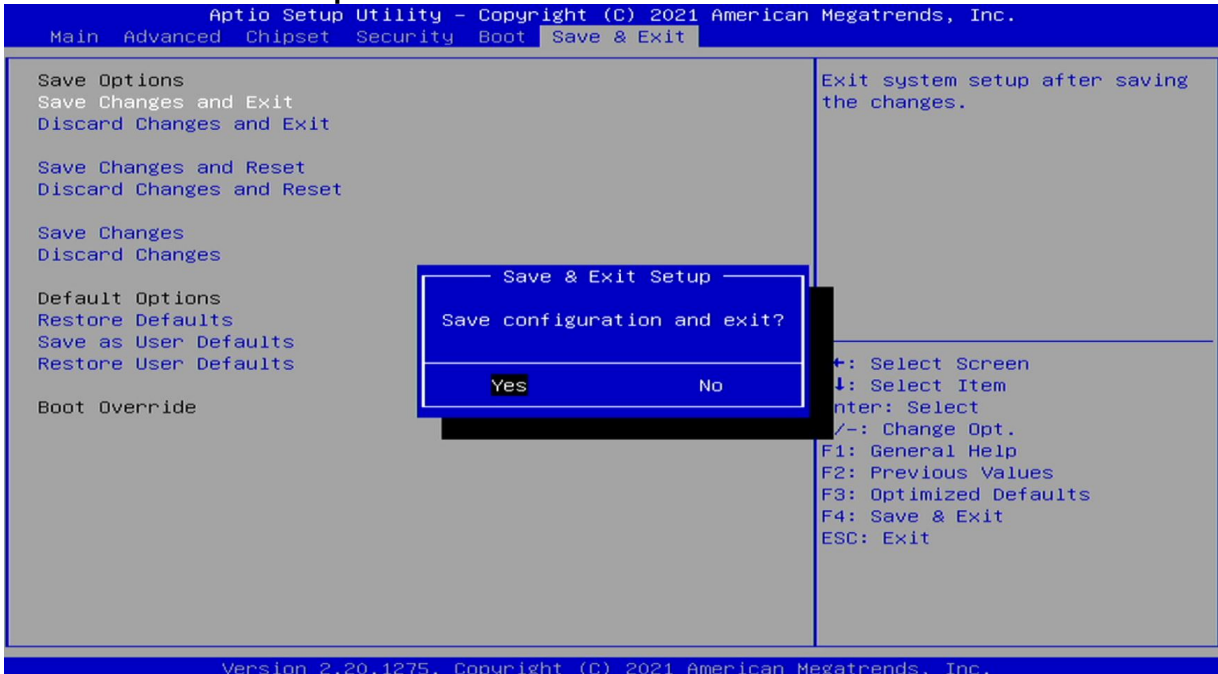 Aptio Setup Utility – Copyright (C) 2021 American Megatrends, Inc.
Main Advanced Chipset Security Boot Save & Exit
Save Options
Save Changes and Exit
Discard Changes and Exit
Save Changes and Reset
Discard Changes and Reset
Save Changes
Discard Changes
Default Options
Restore Defaults
Save as User Defaults
Restore User Defaults
Boot Override
Save & Exit Setup
Save configuration and exit?
Yes No
Exit system setup after saving
the changes.
: Select Screen
: Select Item
nter: Select
/-: Change Opt.
F1: General Help
F2: Previous Values
F3: Optimized Defaults
F4: Save & Exit
ESC: Exit
Version 2.20.1275. Copyright (C) 2021 American Megatrends, Inc.